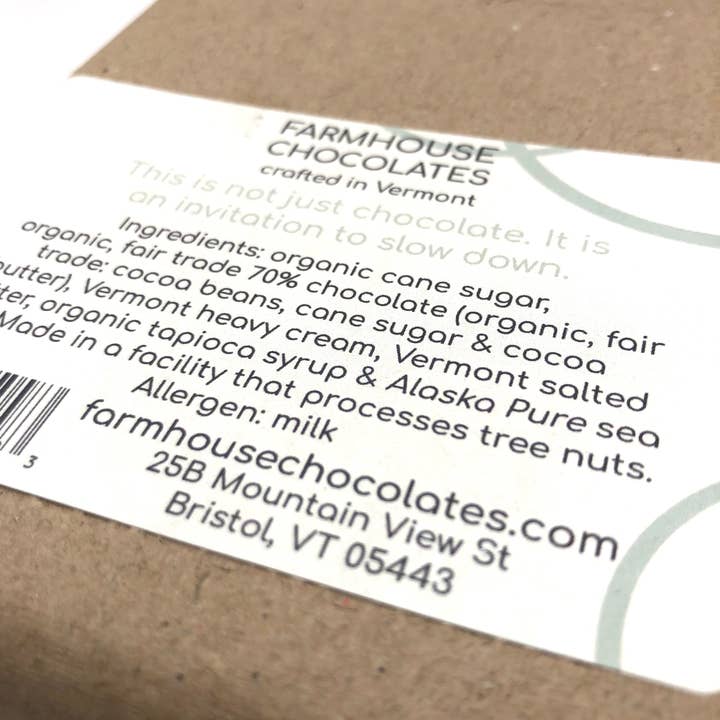 FARMHOUSE
CHOCOLATES
crafted in Vermont
This is not just chocolate. It is
an invitation to slow down.
Ingredients: organic cane sugar,
organic, fair trade 70% chocolate (organic, fair
trade: cocoa beans, cane sugar & cocoa
butter), Vermont heavy cream, Vermont salted
organic tapioca syrup & Alaska Pure sea
Made in a facility that processes tree nuts.
Allergen: milk
farmhousechocolates.com
25B Mountain View St
Bristol, VT 05443
3